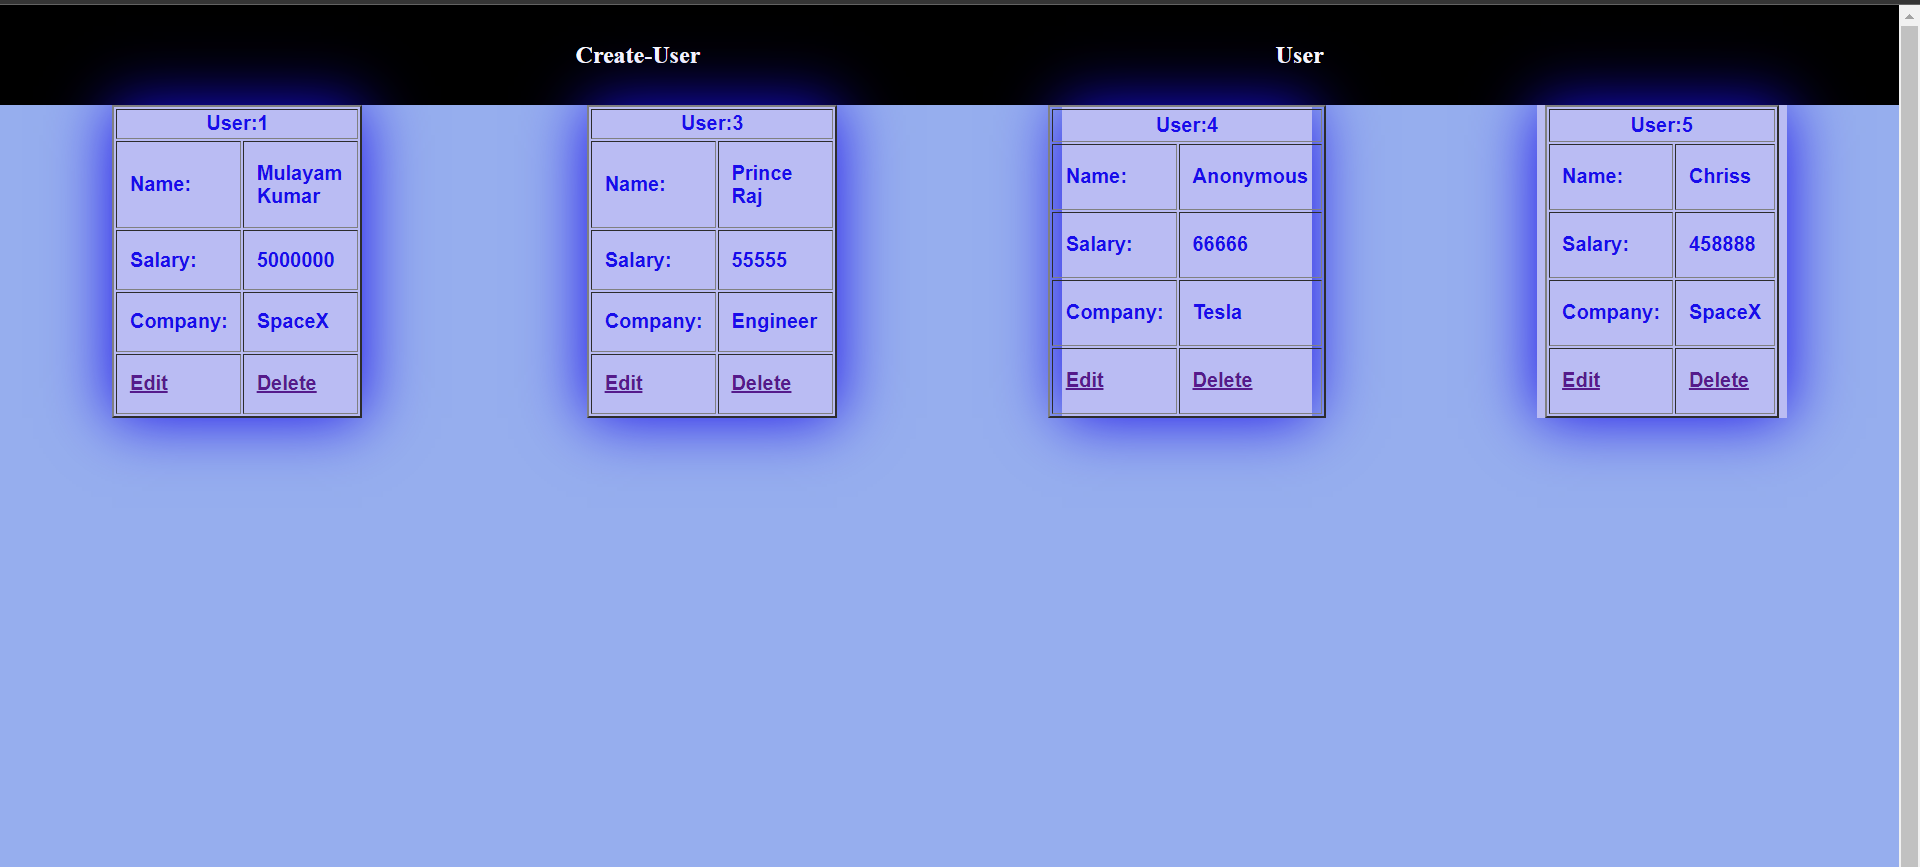 Create-User
User
User:1
Name:
Mulayam
Kumar
Salary:
5000000
Company:
SpaceX
Edit
Delete
User:3
Name:
Prince
Raj
Salary:
55555
Company:
Engineer
Edit
Delete
User:4
Name:
Anonymous
Salary:
66666
Company:
Tesla
Edit
Delete
User:5
Name:
Chriss
Salary:
458888
Company:
SpaceX
Edit
Delete